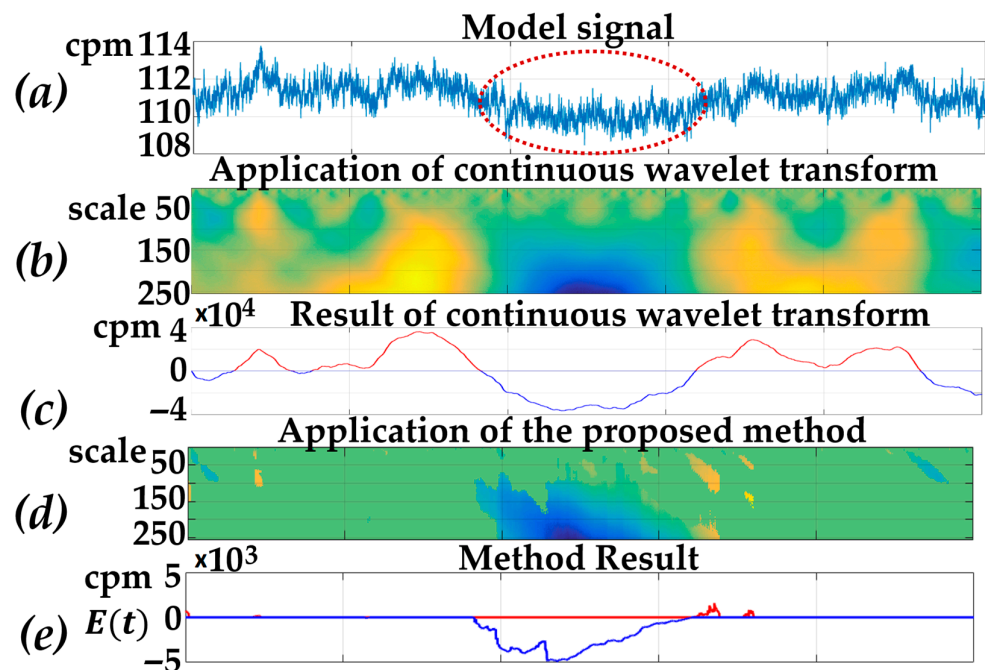 Model signal
cpm 114
(a)
112
110
108
Application of continuous wavelet transform
scale 50
(b)
150
250
×10⁴ Result of continuous wavelet transform
cpm 4
0
(c)
−4
Application of the proposed method
scale 50
(d)
150
250
×10³ Method Result
cpm 5
(e) E(t) 0
−5